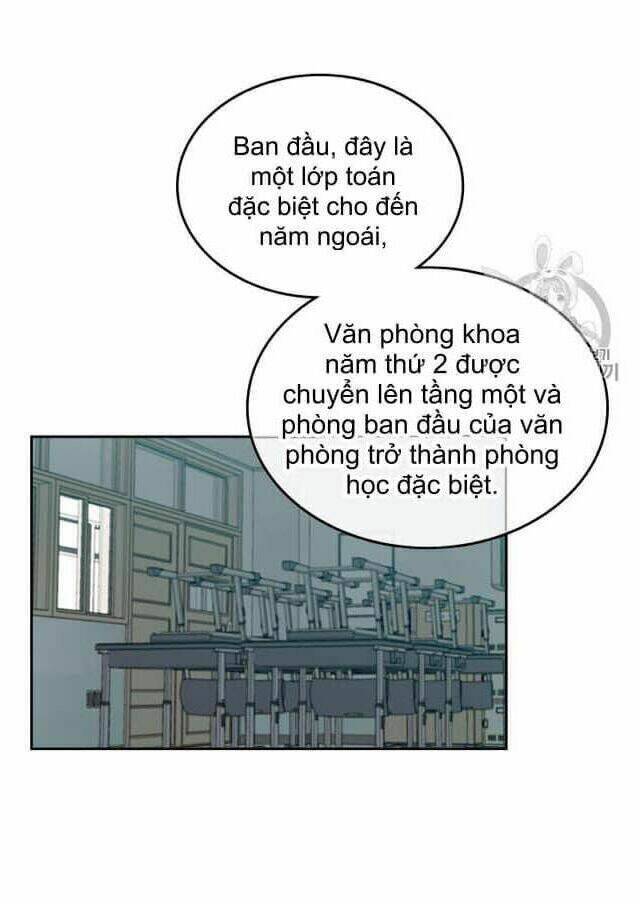 Ban đầu, đây là
một lớp toán
đặc biệt cho đến
năm ngoái,
Văn phòng khoa
năm thứ 2 được
chuyển lên tầng một và
phòng ban đầu của văn
phòng trở thành phòng
học đặc biệt.